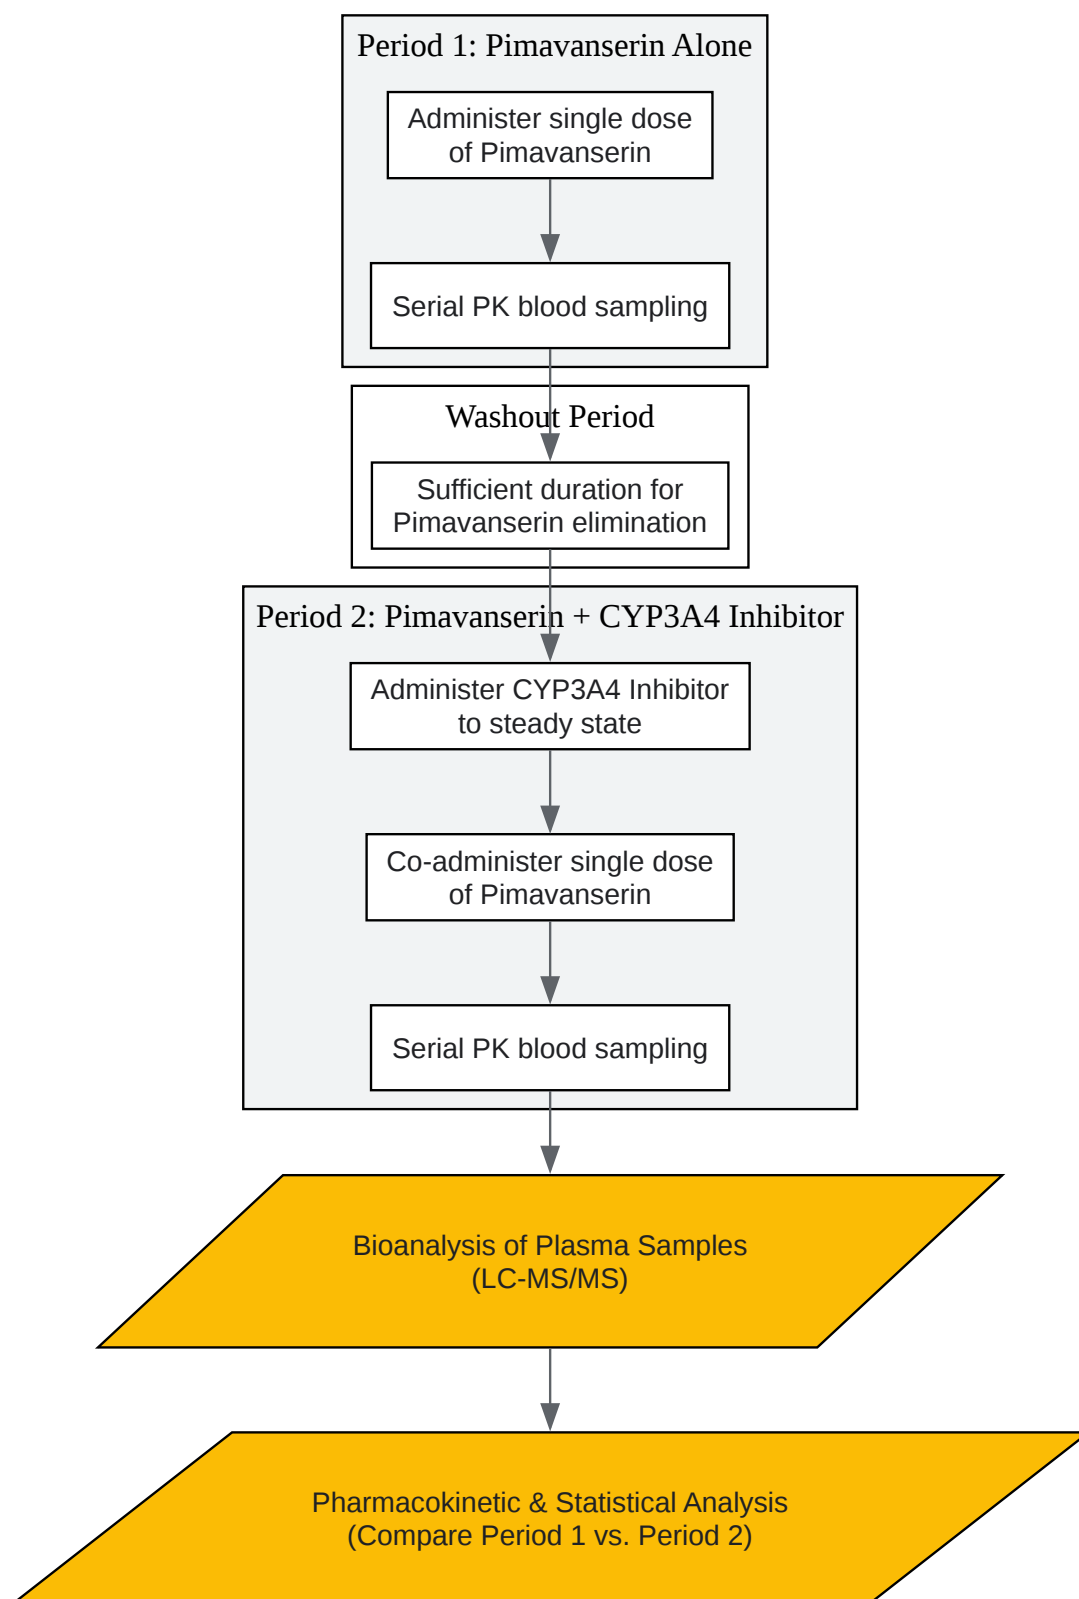 Period 1: Pimavanserin Alone
Administer single dose
of Pimavanserin
Serial PK blood sampling
Washout Period
Sufficient duration for
Pimavanserin elimination
Period 2: Pimavanserin + CYP3A4 Inhibitor
Administer CYP3A4 Inhibitor
to steady state
Co-administer single dose
of Pimavanserin
Serial PK blood sampling
Bioanalysis of Plasma Samples
(LC-MS/MS)
Pharmacokinetic & Statistical Analysis
(Compare Period 1 vs. Period 2)